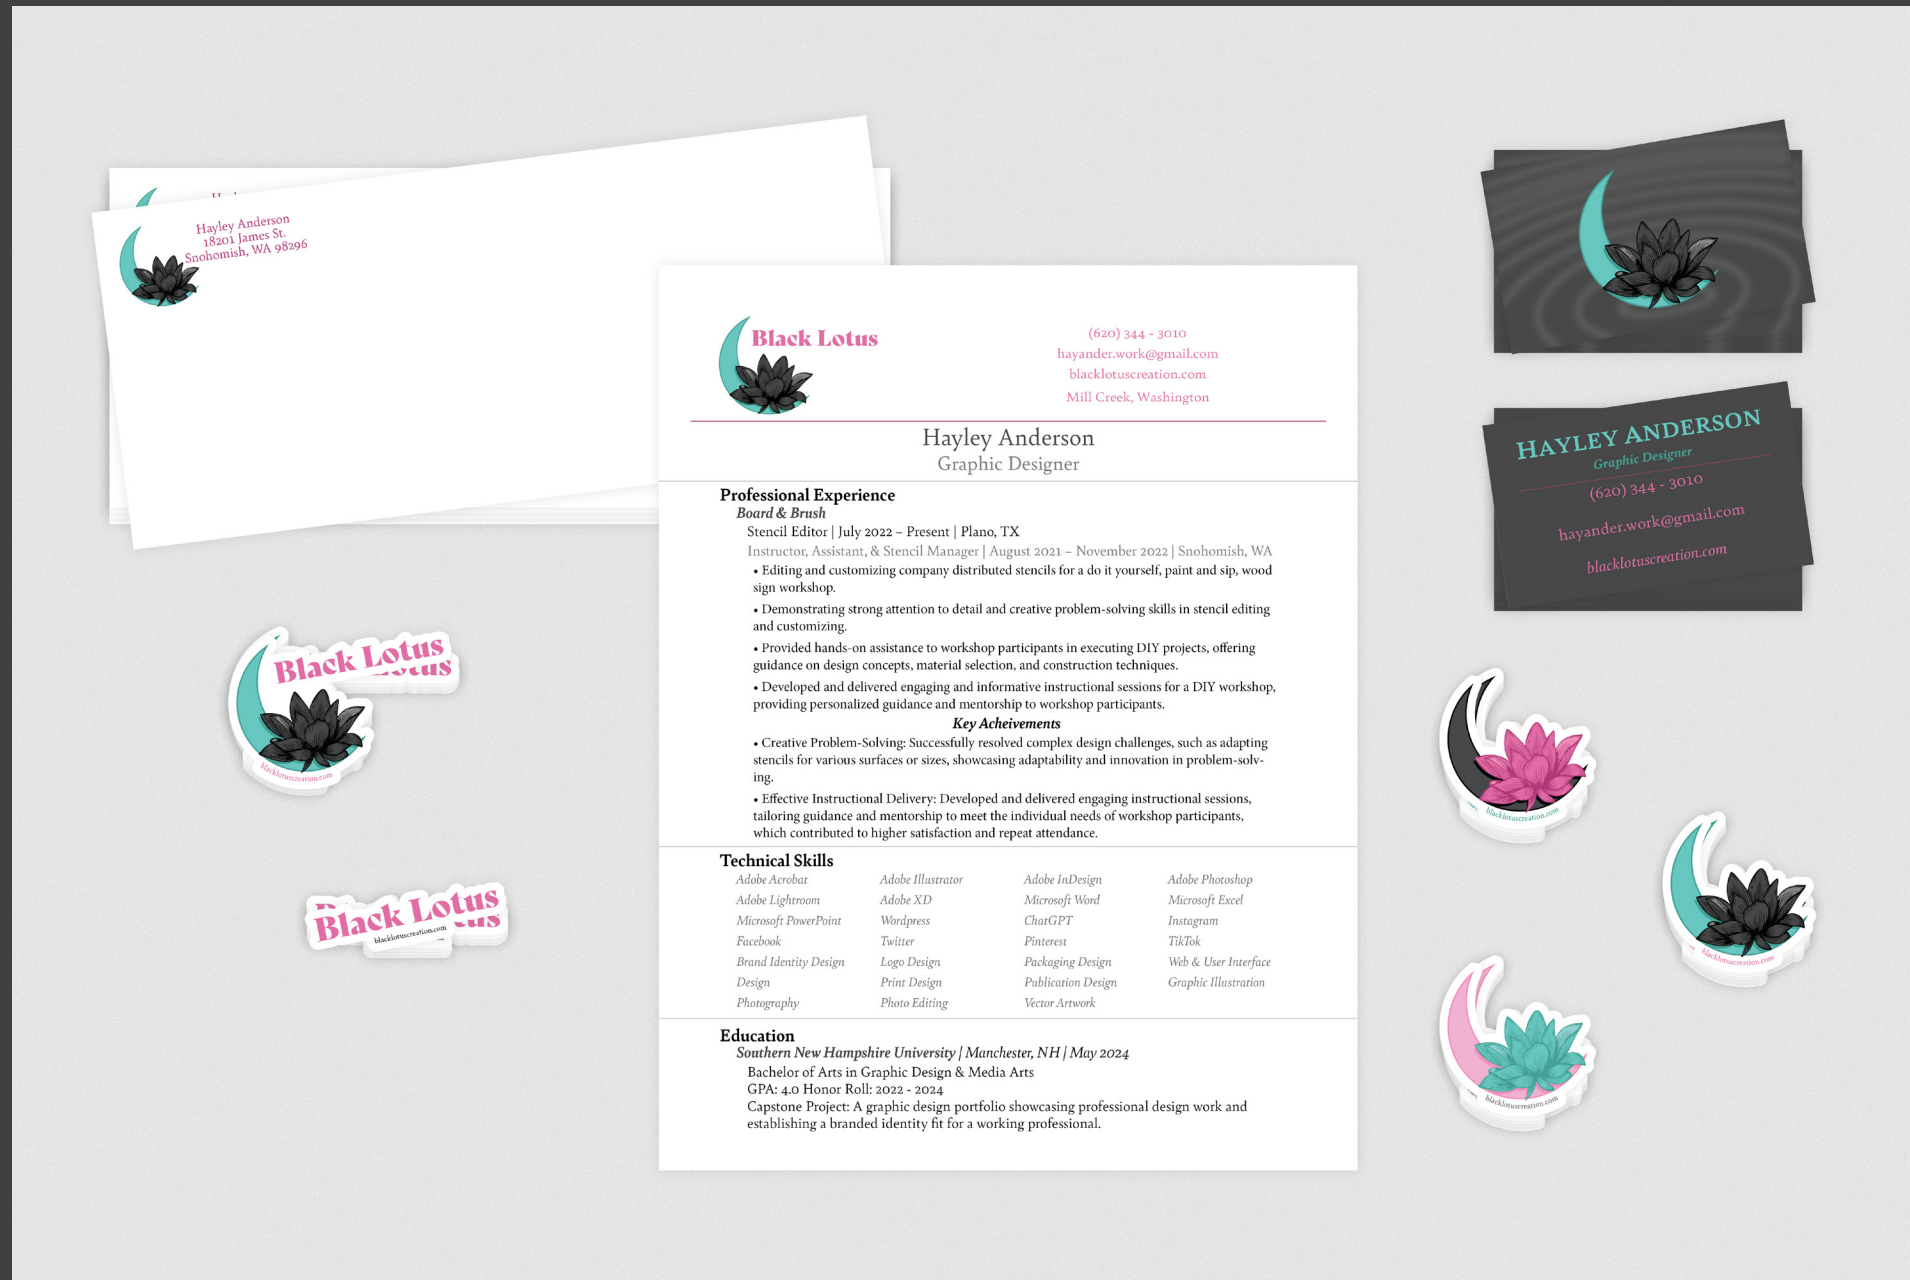 Hayley Anderson
18201 James St.
Snohomish, WA 98296
Black Lotus
(620) 344 - 3010
hayander.work@gmail.com
blacklotuscreation.com
Mill Creek, Washington
Hayley Anderson
Graphic Designer
Professional Experience
Board & Brush
Stencil Editor | July 2022 – Present | Plano, TX
Instructor, Assistant, & Stencil Manager | August 2021 – November 2022 | Snohomish, WA
• Editing and customizing company distributed stencils for a do it yourself, paint and sip, wood
sign workshop.
• Demonstrating strong attention to detail and creative problem-solving skills in stencil editing
and customizing.
• Provided hands-on assistance to workshop participants in executing DIY projects, offering
guidance on design concepts, material selection, and construction techniques.
• Developed and delivered engaging and informative instructional sessions for a DIY workshop,
providing personalized guidance and mentorship to workshop participants.
Key Acheivements
• Creative Problem-Solving: Successfully resolved complex design challenges, such as adapting
stencils for various surfaces or sizes, showcasing adaptability and innovation in problem-solv-
ing.
• Effective Instructional Delivery: Developed and delivered engaging instructional sessions,
tailoring guidance and mentorship to meet the individual needs of workshop participants,
which contributed to higher satisfaction and repeat attendance.
Technical Skills
Adobe Acrobat Adobe Illustrator Adobe InDesign Adobe Photoshop
Adobe Lightroom Adobe XD Microsoft Word Microsoft Excel
Microsoft PowerPoint Wordpress ChatGPT Instagram
Facebook Twitter Pinterest TikTok
Brand Identity Design Logo Design Packaging Design Web & User Interface
Design Print Design Publication Design Graphic Illustration
Photography Photo Editing Vector Artwork
Education
Southern New Hampshire University | Manchester, NH | May 2024
Bachelor of Arts in Graphic Design & Media Arts
GPA: 4.0 Honor Roll: 2022 - 2024
Capstone Project: A graphic design portfolio showcasing professional design work and
establishing a branded identity fit for a working professional.
HAYLEY ANDERSON
Graphic Designer
(620) 344 - 3010
hayander.work@gmail.com
blacklotuscreation.com
Black Lotus
blacklotuscreation.com
Black Lotus
blacklotuscreation.com
blacklotuscreation.com
blacklotuscreation.com
blacklotuscreation.com